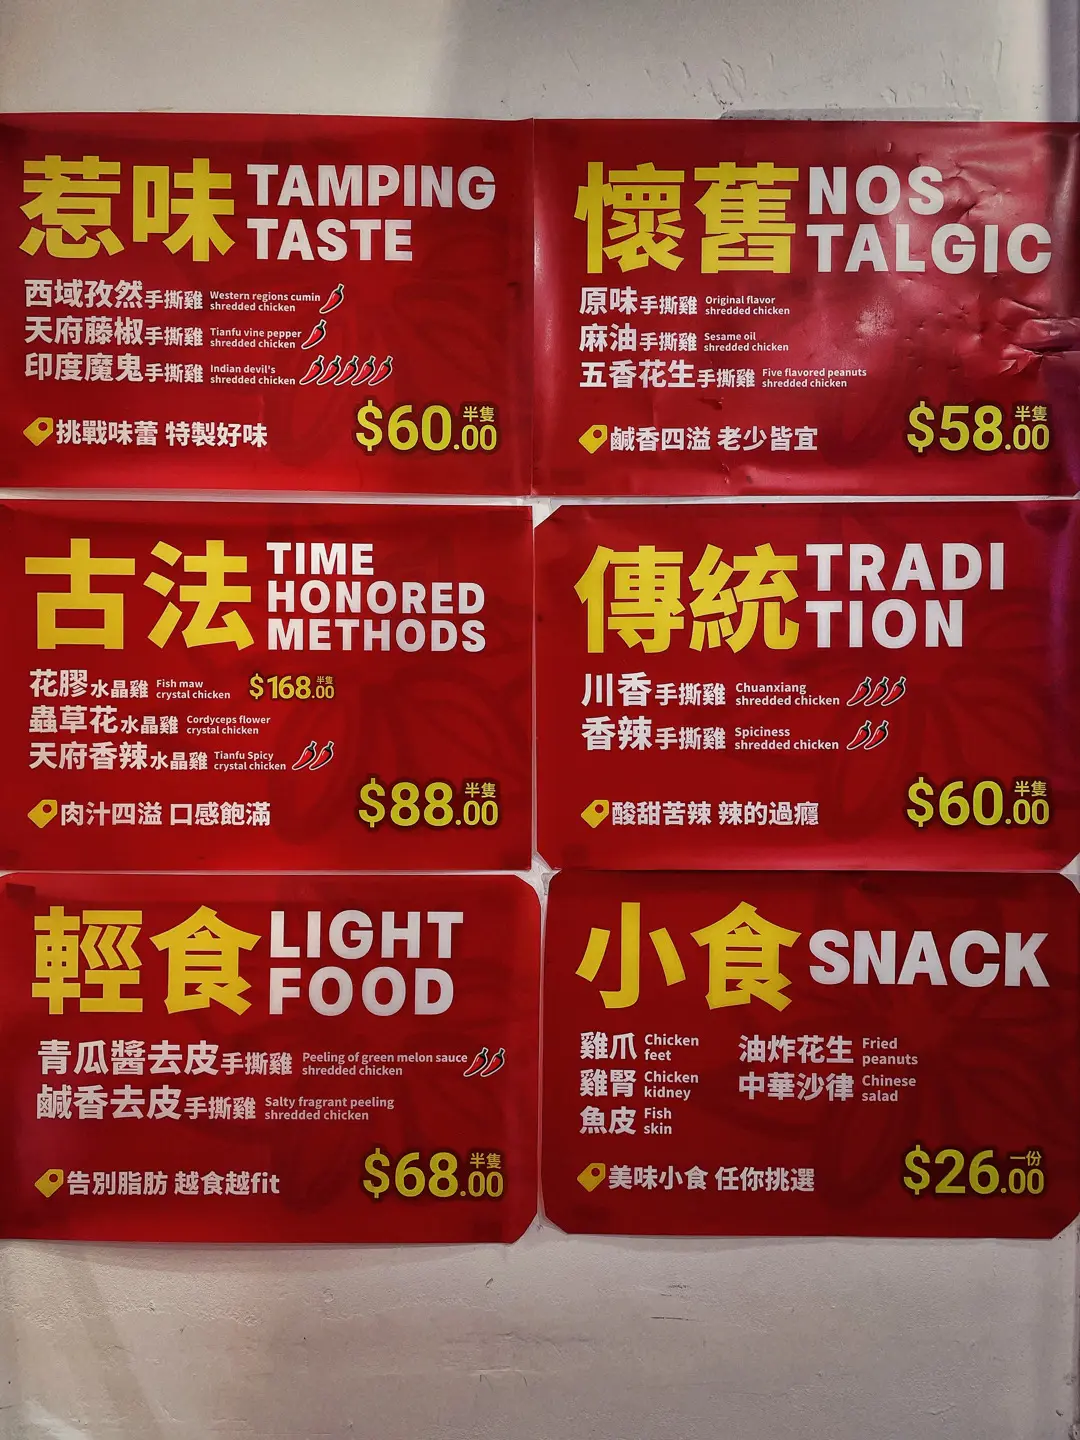 惹味 TAMPING
TASTE
西域孜然手撕雞 Western regions cumin
shredded chicken
天府藤椒手撕雞 Tianfu vine pepper
shredded chicken
印度魔鬼手撕雞 Indian devil's
shredded chicken
挑戰味蕾 特製好味
$60.00 半隻
懷舊 NOS
TALGIC
原味手撕雞 Original flavor
shredded chicken
麻油手撕雞 Sesame oil
shredded chicken
五香花生手撕雞 Five flavored peanuts
shredded chicken
鹹香四溢 老少皆宜
$58.00 半隻
古法 TIME
HONORED
METHODS
花膠水晶雞 Fish maw
crystal chicken
$168.00 半隻
蟲草花水晶雞 Cordyceps flower
crystal chicken
天府香辣水晶雞 Tianfu Spicy
crystal chicken
肉汁四溢 口感飽滿
$88.00 半隻
傳統 TRADI
TION
川香手撕雞 Chuanxiang
shredded chicken
香辣手撕雞 Spiciness
shredded chicken
酸甜苦辣 辣的過癮
$60.00 半隻
輕食 LIGHT
FOOD
青瓜醬去皮手撕雞 Peeling of green melon sauce
shredded chicken
鹹香去皮手撕雞 Salty fragrant peeling
shredded chicken
告別脂肪 越食越fit
$68.00 半隻
小食 SNACK
雞爪 Chicken
feet
雞腎 Chicken
kidney
魚皮 Fish
skin
油炸花生 Fried
peanuts
中華沙律 Chinese
salad
美味小食 任你挑選
$26.00 一份